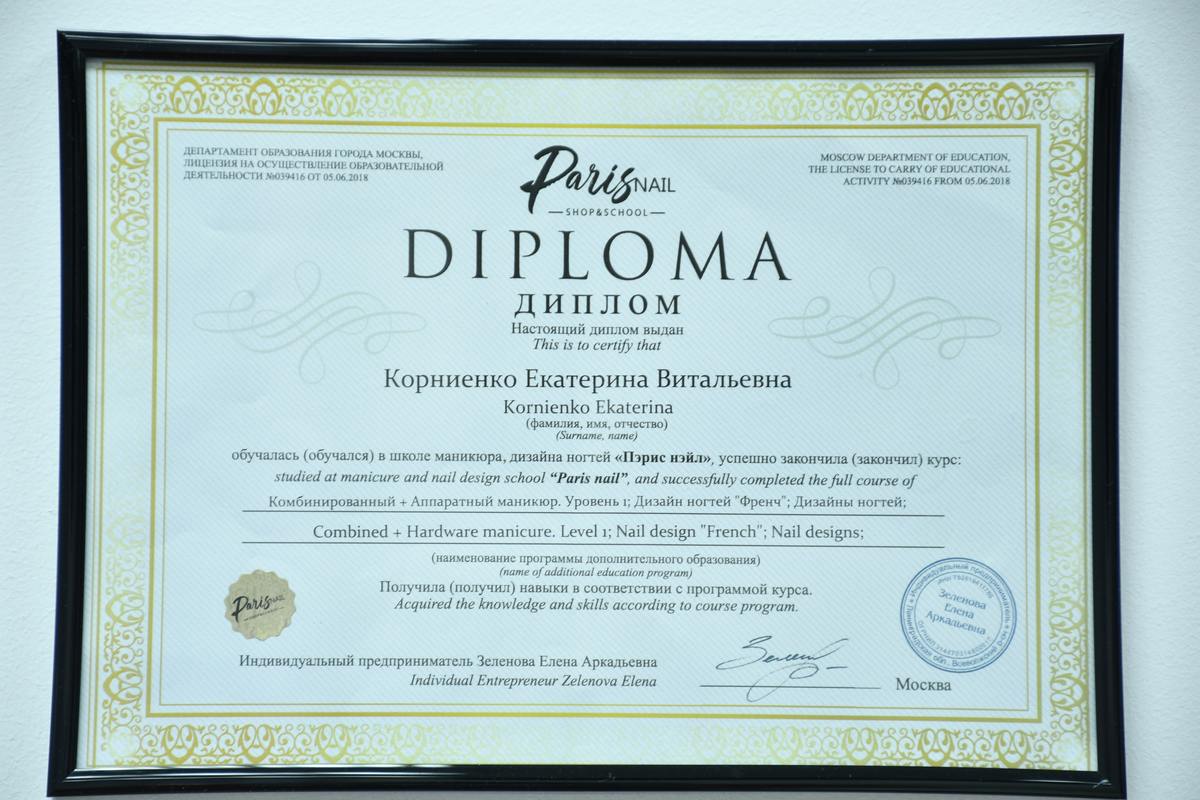 ДЕПАРТАМЕНТ ОБРАЗОВАНИЯ ГОРОДА МОСКВЫ,
ЛИЦЕНЗИЯ НА ОСУЩЕСТВЛЕНИЕ ОБРАЗОВАТЕЛЬНОЙ
ДЕЯТЕЛЬНОСТИ №039416 ОТ 05.06.2018
Paris NAIL
SHOP&SCHOOL
MOSCOW DEPARTMENT OF EDUCATION,
THE LICENSE TO CARRY OF EDUCATIONAL
ACTIVITY №039416 FROM 05.06.2018
DIPLOMA
ДИПЛОМ
Настоящий диплом выдан
This is to certify that
Корниенко Екатерина Витальевна
Kornienko Ekaterina
(фамилия, имя, отчество)
(Surname, name)
обучалась (обучался) в школе маникюра, дизайна ногтей «Пэрис нэйл», успешно закончила (закончил) курс:
studied at manicure and nail design school “Paris nail”, and successfully completed the full course of
Комбинированный + Аппаратный маникюр. Уровень 1; Дизайн ногтей "Френч"; Дизайны ногтей;
Combined + Hardware manicure. Level 1; Nail design "French"; Nail designs;
(наименование программы дополнительного образования)
(name of additional education program)
Получила (получил) навыки в соответствии с программой курса.
Acquired the knowledge and skills according to course program.
Paris NAIL
Индивидуальный предприниматель
Ленинградская обл., Всеволожский р-он
Зеленова
Елена
Аркадьевна
Индивидуальный предприниматель Зеленова Елена Аркадьевна
Individual Entrepreneur Zelenova Elena
Москва